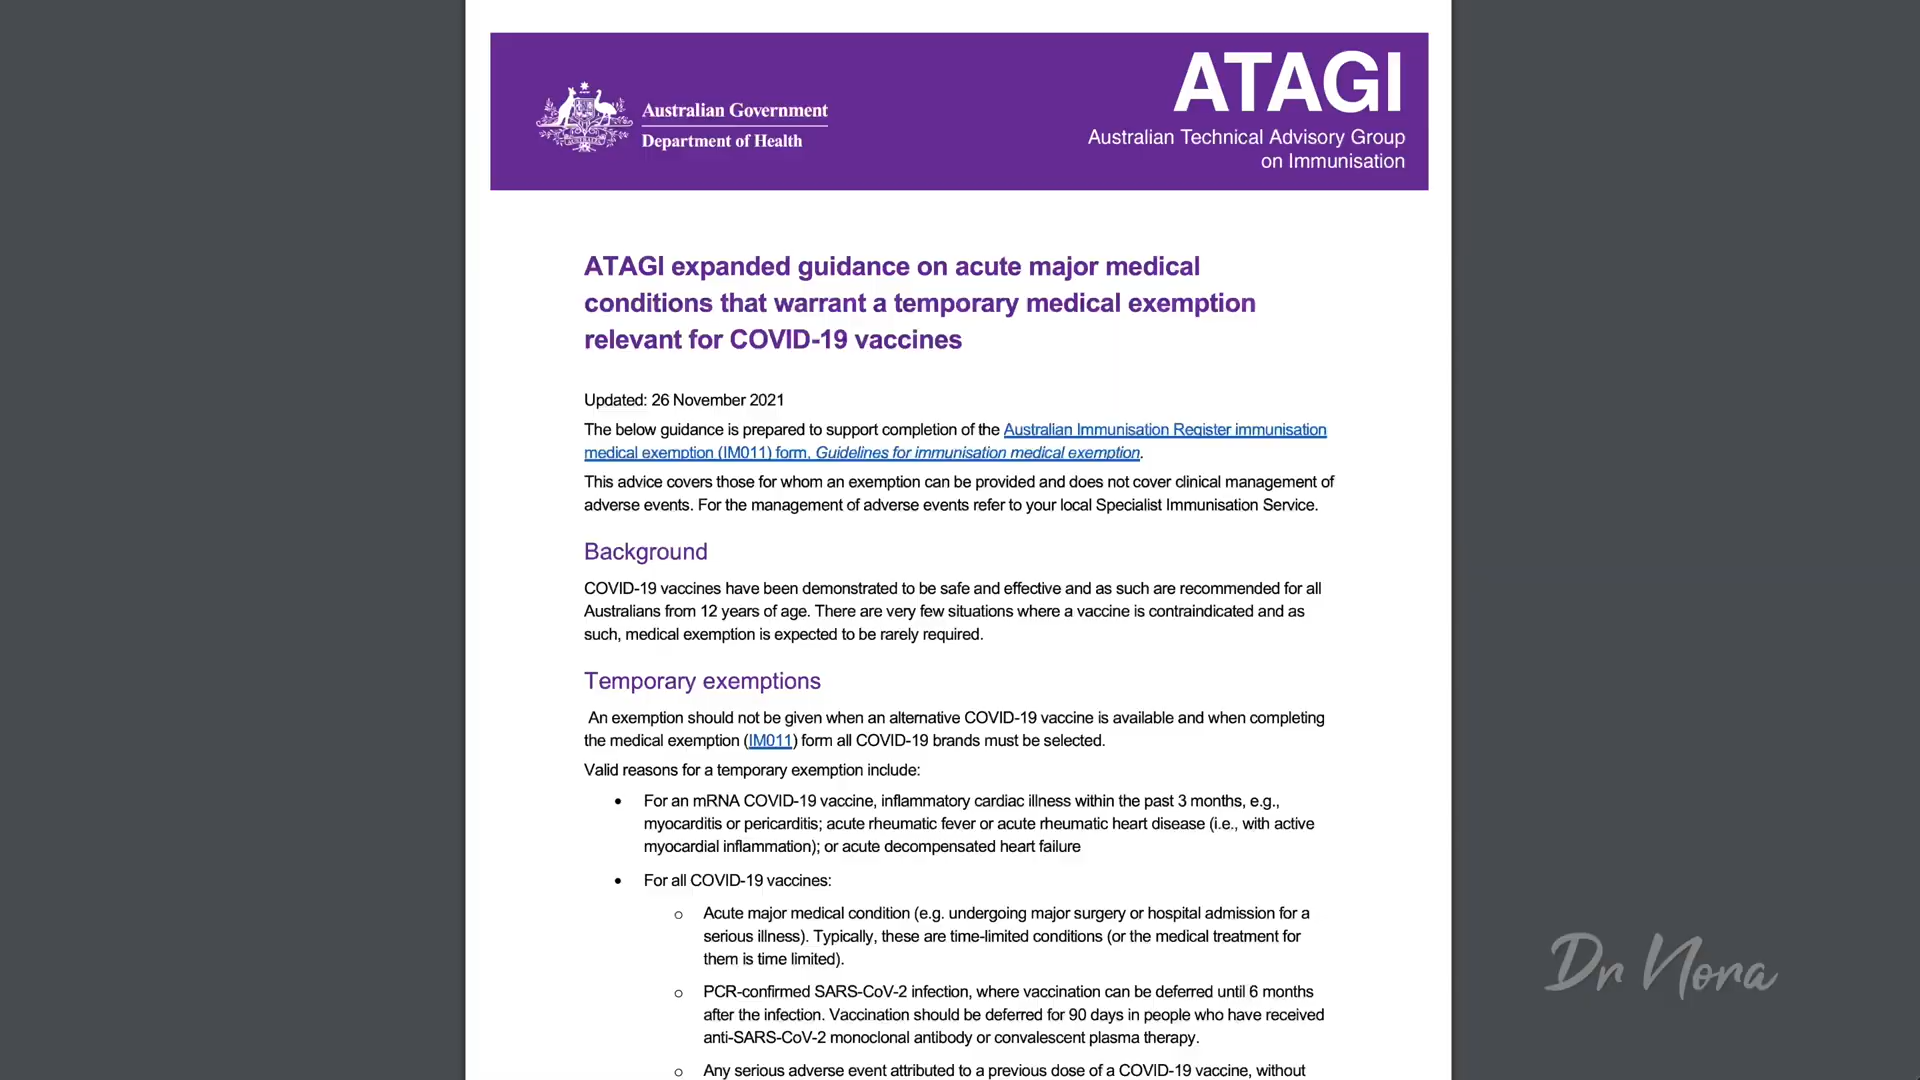 Australian Government
Department of Health
ATAGI
Australian Technical Advisory Group
on Immunisation
ATAGI expanded guidance on acute major medical
conditions that warrant a temporary medical exemption
relevant for COVID-19 vaccines
Updated: 26 November 2021
The below guidance is prepared to support completion of the Australian Immunisation Register immunisation
medical exemption (IM011) form, Guidelines for immunisation medical exemption.
This advice covers those for whom an exemption can be provided and does not cover clinical management of
adverse events. For the management of adverse events refer to your local Specialist Immunisation Service.
Background
COVID-19 vaccines have been demonstrated to be safe and effective and as such are recommended for all
Australians from 12 years of age. There are very few situations where a vaccine is contraindicated and as
such, medical exemption is expected to be rarely required.
Temporary exemptions
An exemption should not be given when an alternative COVID-19 vaccine is available and when completing
the medical exemption (IM011) form all COVID-19 brands must be selected.
Valid reasons for a temporary exemption include:
• For an mRNA COVID-19 vaccine, inflammatory cardiac illness within the past 3 months, e.g.,
myocarditis or pericarditis; acute rheumatic fever or acute rheumatic heart disease (i.e., with active
myocardial inflammation); or acute decompensated heart failure
• For all COVID-19 vaccines:
o Acute major medical condition (e.g. undergoing major surgery or hospital admission for a
serious illness). Typically, these are time-limited conditions (or the medical treatment for
them is time limited).
o PCR-confirmed SARS-CoV-2 infection, where vaccination can be deferred until 6 months
after the infection. Vaccination should be deferred for 90 days in people who have received
anti-SARS-CoV-2 monoclonal antibody or convalescent plasma therapy.
o Any serious adverse event attributed to a previous dose of a COVID-19 vaccine, without
Dr Nora